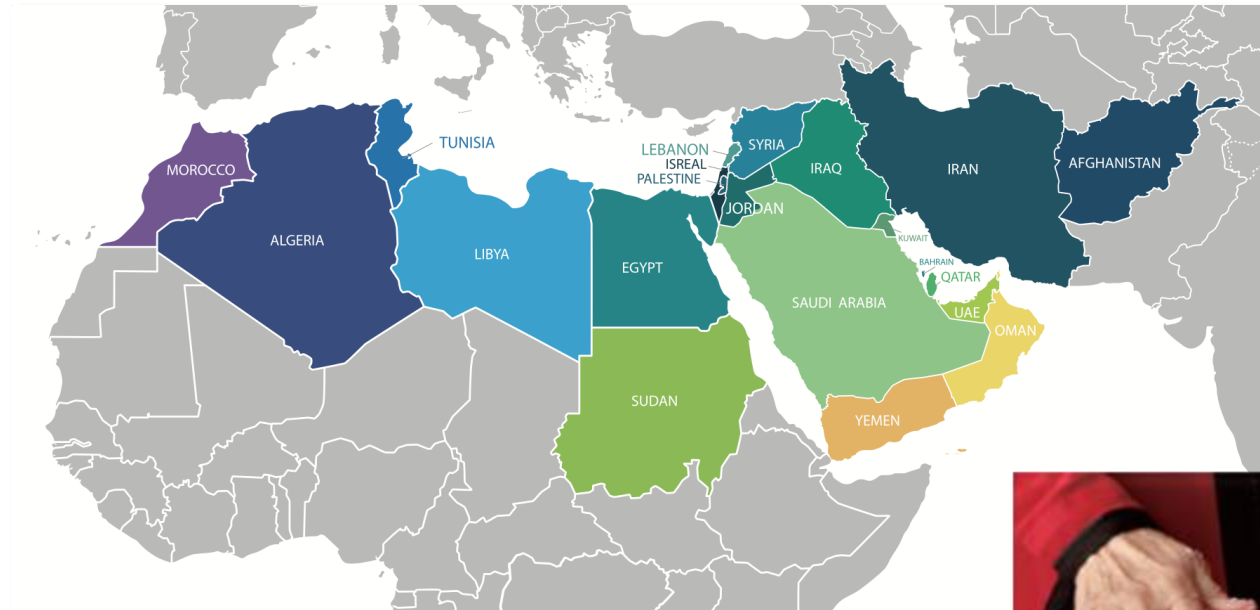 MOROCCO
ALGERIA
TUNISIA
LIBYA
EGYPT
SUDAN
LEBANON
ISREAL
PALESTINE
SYRIA
JORDAN
IRAQ
IRAN
AFGHANISTAN
KUWAIT
BAHRAIN
QATAR
SAUDI ARABIA
UAE
OMAN
YEMEN